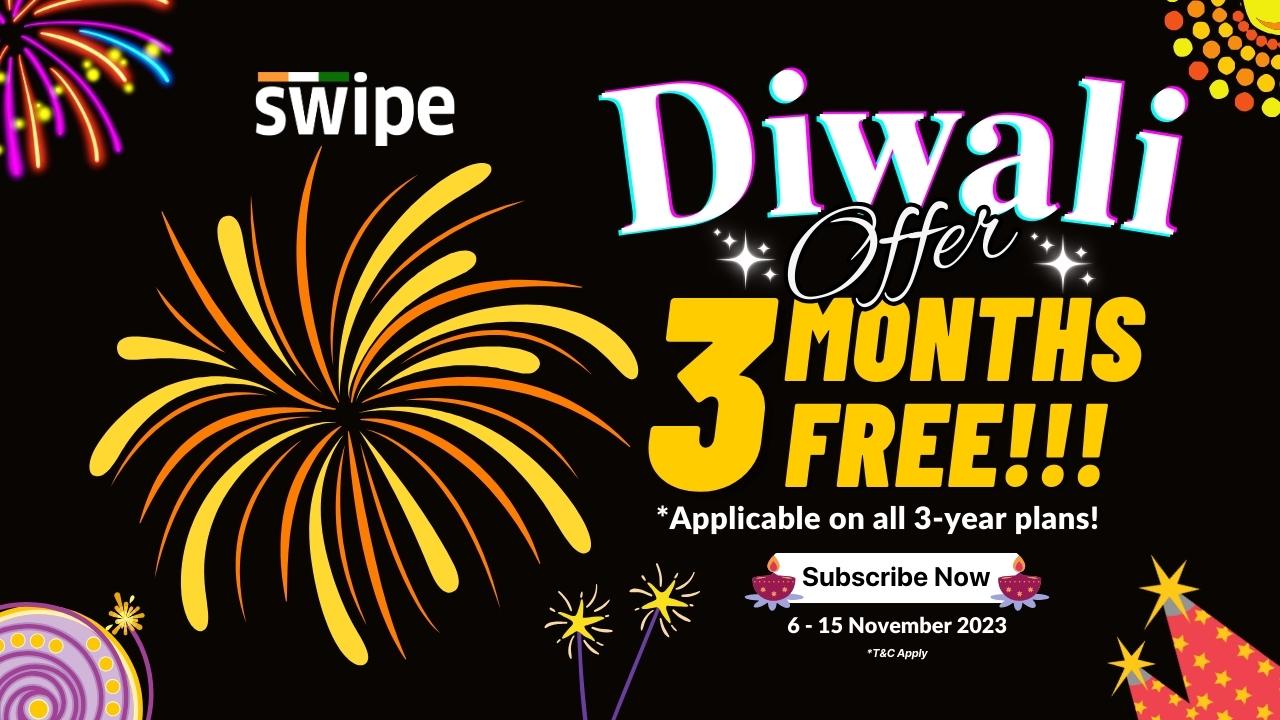 swipe
Diwali
Offer
3 MONTHS
FREE!!!
*Applicable on all 3-year plans!
Subscribe Now
6 - 15 November 2023
*T&C Apply